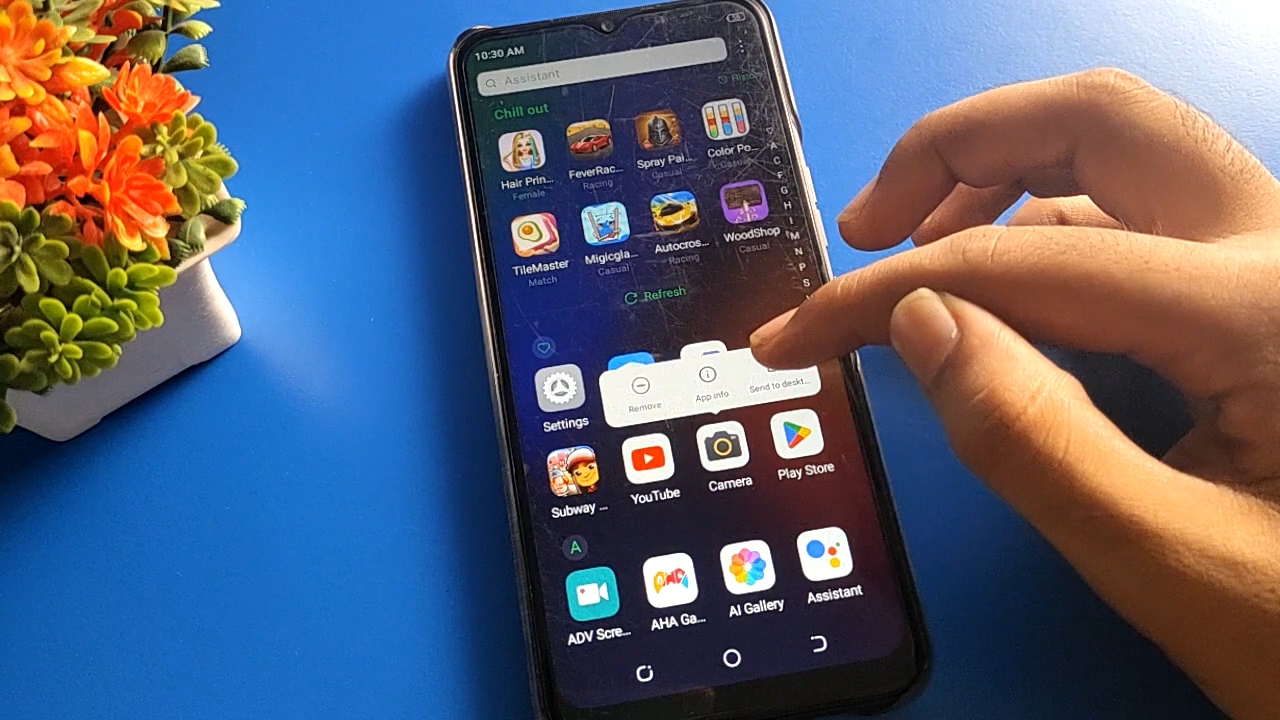 10:30 AM
Assistant
Chill out
Hair Prin...
Female
FeverRac...
Racing
Spray Pai...
Casual
Color Po...
Casual
TileMaster
Match
Migicgla...
Casual
Autocros...
Racing
WoodShop
Casual
Refresh
A
C
F
G
H
I
M
N
P
S
Remove
App info
Send to deskt...
Settings
Subway ...
YouTube
Camera
Play Store
A
ADV Scre...
AHA Ga...
AI Gallery
Assistant